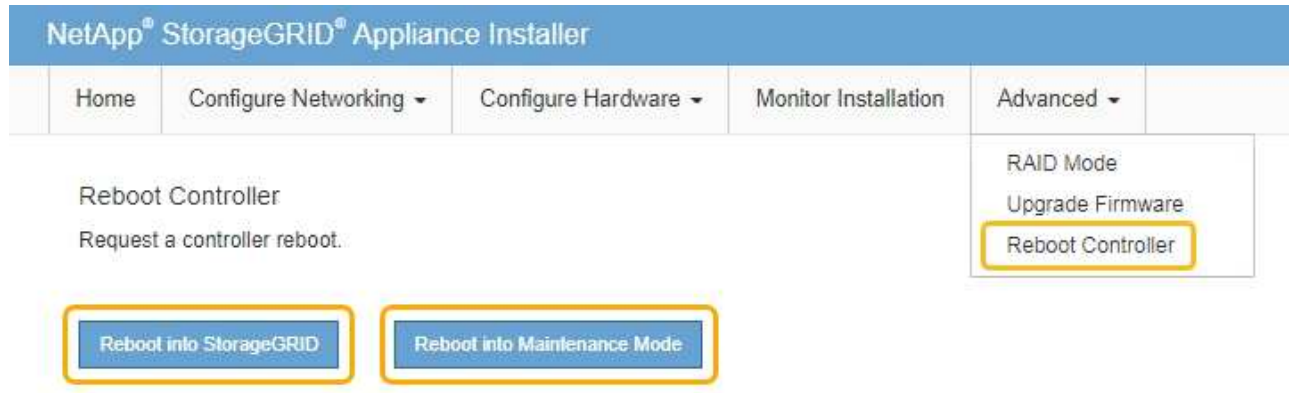 NetApp® StorageGRID® Appliance Installer
Home Configure Networking Configure Hardware Monitor Installation Advanced
RAID Mode
Upgrade Firmware
Reboot Controller
Reboot Controller
Request a controller reboot.
Reboot into StorageGRID Reboot into Maintenance Mode